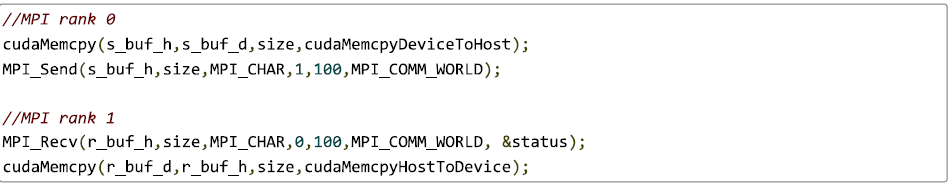 //MPI rank 0
cudaMemcpy(s_buf_h,s_buf_d,size,cudaMemcpyDeviceToHost);
MPI_Send(s_buf_h,size,MPI_CHAR,1,100,MPI_COMM_WORLD);
//MPI rank 1
MPI_Recv(r_buf_h,size,MPI_CHAR,0,100,MPI_COMM_WORLD, &status);
cudaMemcpy(r_buf_d,r_buf_h,size,cudaMemcpyHostToDevice);